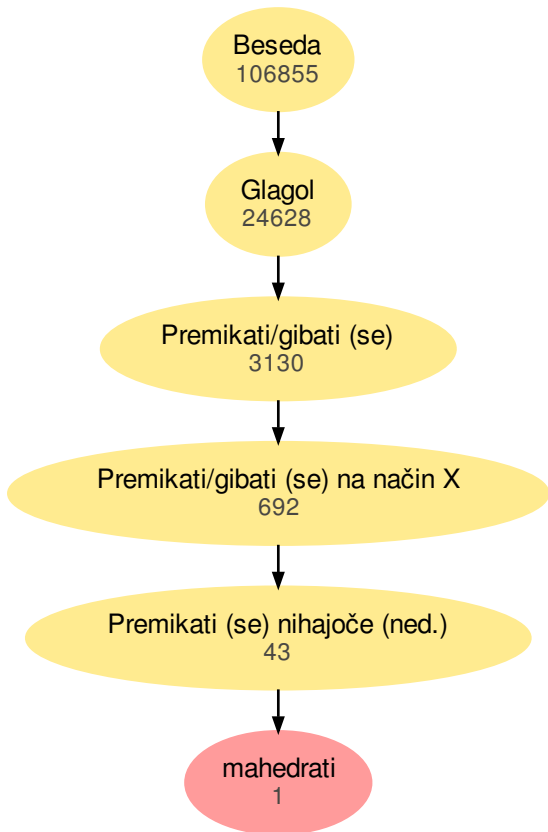 Beseda
106855
Glagol
24628
Premikati/gibati (se)
3130
Premikati/gibati (se) na način X
692
Premikati (se) nihajoče (ned.)
43
mahedrati
1